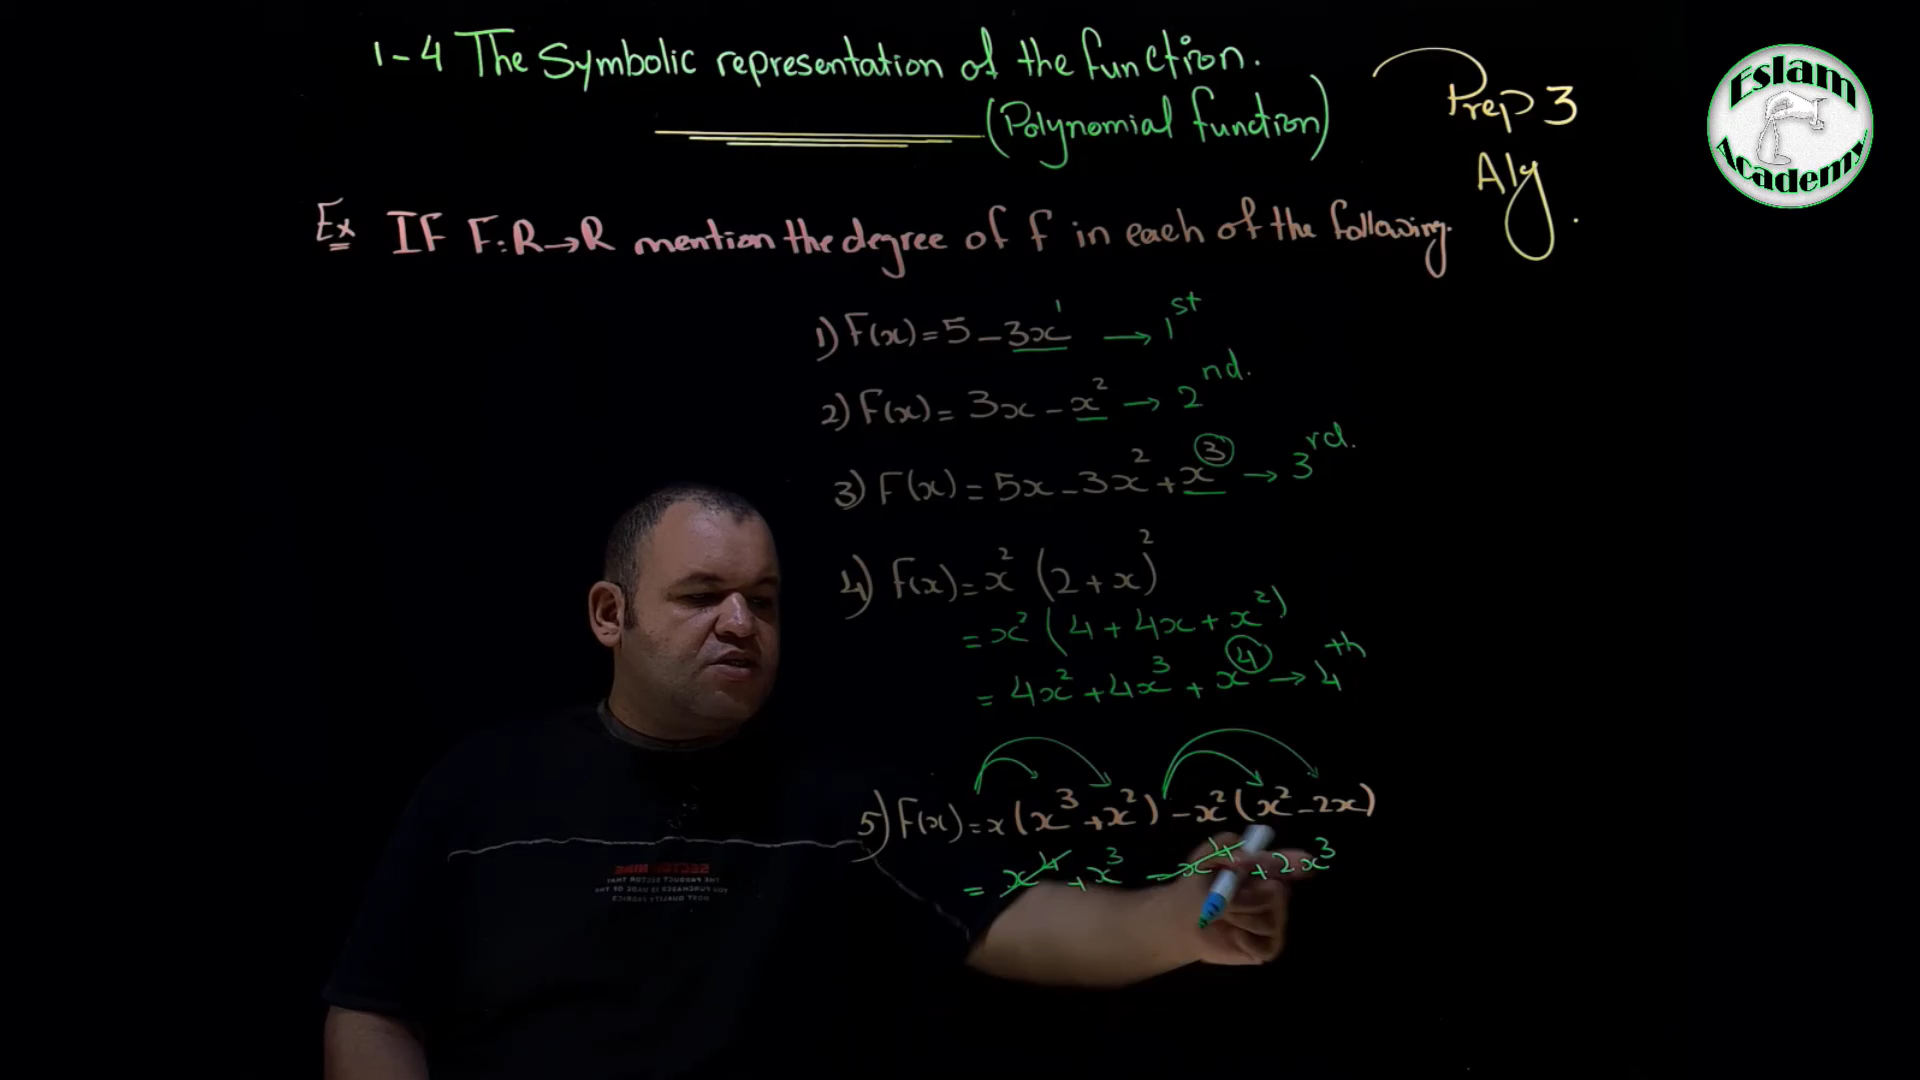 1-4 The Symbolic representation of the function.
(Polynomial function)
Prep 3
Alg.
Eslam Academy
Ex IF F:R→R mention the degree of f in each of the following.
1) F(x) = 5 - 3x¹ → 1st
2) F(x) = 3x - x² → 2nd.
3) F(x) = 5x - 3x² + x³ → 3rd.
4) F(x) = x² (2 + x)²
= x² (4 + 4x + x²)
= 4x² + 4x³ + x⁴ → 4th
5) F(x) = x(x³ + x²) - x²(x² - 2x)
= x⁴ + x³ - x⁴ + 2x³